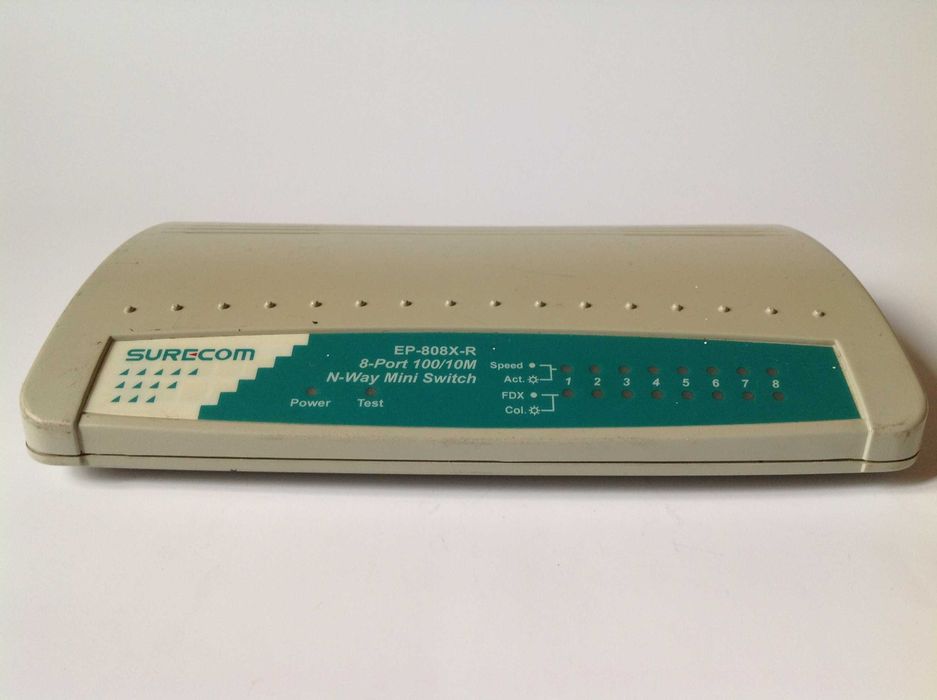 SURECOM
EP-808X-R
8-Port 100/10M
N-Way Mini Switch
Power Test
Speed
Act.
FDX
Col.
1 2 3 4 5 6 7 8